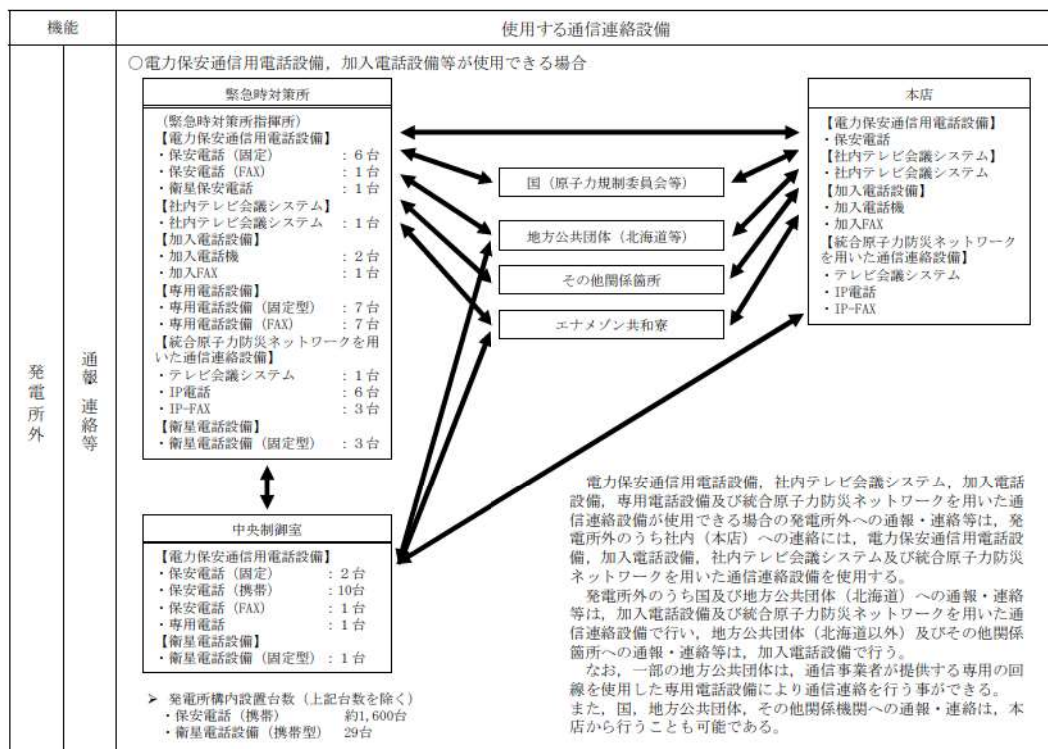 機能
使用する通信連絡設備
発電所外
通報・連絡等
○電力保安通信用電話設備，加入電話設備等が使用できる場合
緊急時対策所
(緊急時対策所指揮所)
【電力保安通信用電話設備】
・保安電話（固定） ：6台
・保安電話（FAX） ：1台
・衛星保安電話 ：1台
【社内テレビ会議システム】
・社内テレビ会議システム ：1台
【加入電話設備】
・加入電話機 ：2台
・加入FAX ：1台
【専用電話設備】
・専用電話設備（固定型） ：7台
・専用電話設備（FAX） ：7台
【統合原子力防災ネットワークを用
いた通信連絡設備】
・テレビ会議システム ：1台
・IP電話 ：6台
・IP-FAX ：3台
【衛星電話設備】
・衛星電話設備（固定型） ：3台
国（原子力規制委員会等）
地方公共団体（北海道等）
その他関係箇所
エナメゾン共和寮
本店
【電力保安通信用電話設備】
・保安電話
【社内テレビ会議システム】
・社内テレビ会議システム
【加入電話設備】
・加入電話機
・加入FAX
【統合原子力防災ネットワーク
を用いた通信連絡設備】
・テレビ会議システム
・IP電話
・IP-FAX
中央制御室
【電力保安通信用電話設備】
・保安電話（固定） ：2台
・保安電話（携帯） ：10台
・保安電話（FAX） ：1台
・専用電話 ：1台
【衛星電話設備】
・衛星電話設備（固定型） ：1台
➢ 発電所構内設置台数（上記台数を除く）
・保安電話（携帯） 約1,600台
・衛星電話設備（携帯型） 29台
電力保安通信用電話設備，社内テレビ会議システム，加入電話
設備，専用電話設備及び統合原子力防災ネットワークを用いた通
信連絡設備が使用できる場合の発電所外への通報・連絡等は，発
電所外のうち社内（本店）への連絡には，電力保安通信用電話設
備，加入電話設備，社内テレビ会議システム及び統合原子力防災
ネットワークを用いた通信連絡設備を使用する。
発電所外のうち国及び地方公共団体（北海道）への通報・連絡
等は，加入電話設備及び統合原子力防災ネットワークを用いた通
信連絡設備で行い，地方公共団体（北海道以外）及びその他関係
箇所への通報・連絡等は，加入電話設備で行う。
なお，一部の地方公共団体は，通信事業者が提供する専用の回
線を使用した専用電話設備により通信連絡を行う事ができる。
また，国，地方公共団体，その他関係機関への通報・連絡は，本
店から行うことも可能である。